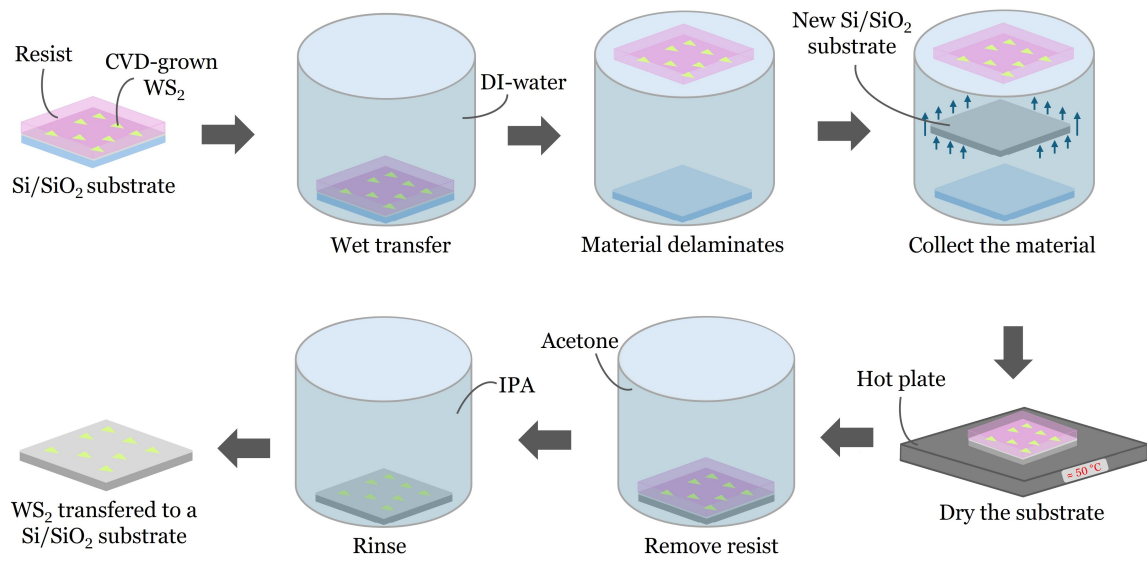 Resist
CVD-grown
WS₂
Si/SiO₂ substrate
DI-water
Wet transfer
Material delaminates
New Si/SiO₂
substrate
Collect the material
Hot plate
≈ 50 °C
Dry the substrate
Acetone
Remove resist
IPA
Rinse
WS₂ transfered to a
Si/SiO₂ substrate